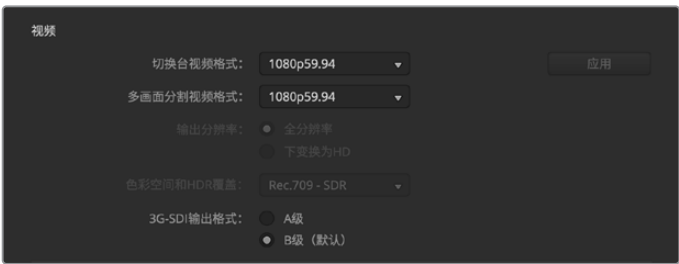 视频
切换台视频格式： 1080p59.94 应用
多画面分割视频格式： 1080p59.94
输出分辨率： 全分辨率
下变换为HD
色彩空间和HDR覆盖： Rec.709 - SDR
3G-SDI输出格式： A级
B级（默认）